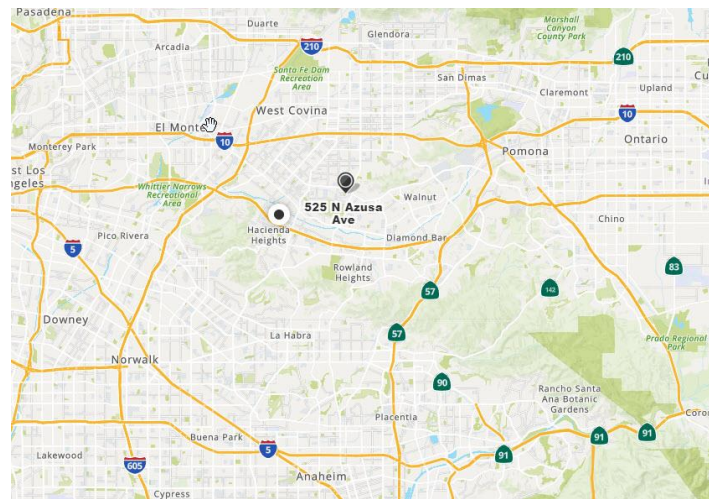 Pasadena
Duarte
Glendora
Marshall
Canyon
County Park
Arcadia
210
210
Santa Fe Dam
Recreation
Area
San Dimas
Claremont
Upland
Cu
West Covina
10
El Monte
10
Ontario
Monterey Park
Pomona
st Los
geles
Whittier Narrows
Recreational
Area
525 N Azusa
Ave
Walnut
Chino
Hacienda
Heights
Pico Rivera
Diamond Bar
5
Rowland
Heights
83
57
142
Downey
57
La Habra
Prado Regional
Park
Norwalk
90
Rancho Santa
Ana Botanic
Gardens
Placentia
Coron
Buena Park
91
91
5
91
Lakewood
605
Anaheim
Cypress